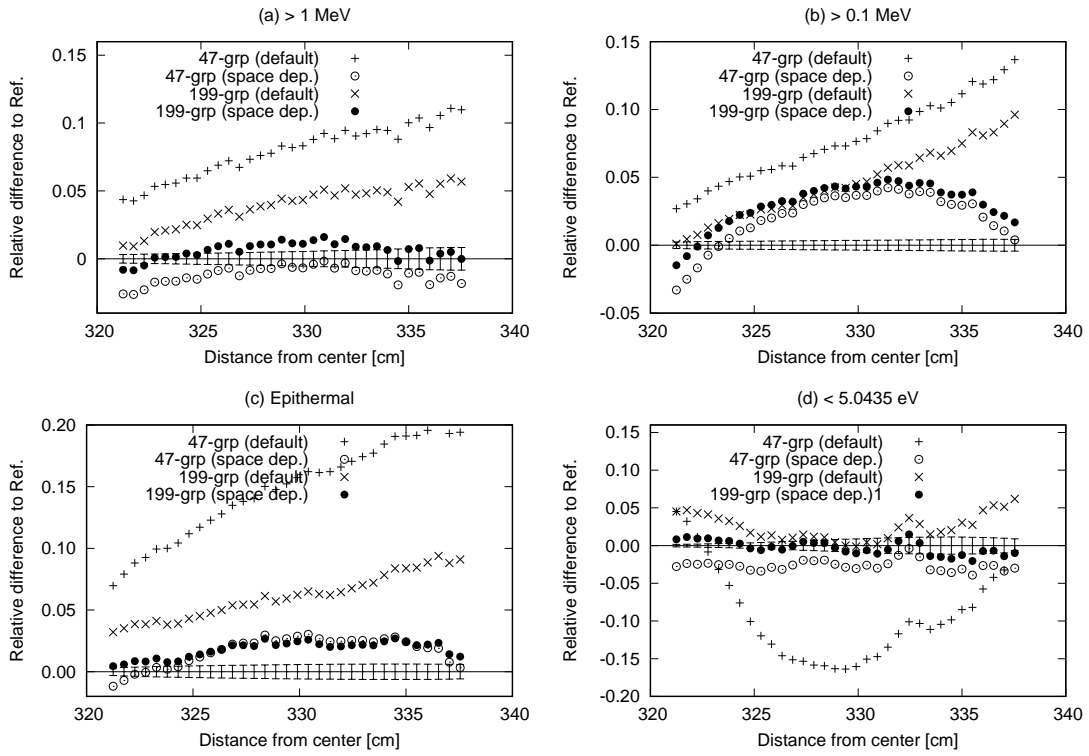 (a) > 1 MeV
0.15
47-grp (default)
47-grp (space dep.)
199-grp (default)
199-grp (space dep.)
0.1
0.05
0
Relative difference to Ref.
320
325
330
335
340
Distance from center [cm]
(b) > 0.1 MeV
0.15
47-grp (default)
47-grp (space dep.)
199-grp (default)
199-grp (space dep.)
0.10
0.05
0.00
-0.05
Relative difference to Ref.
320
325
330
335
340
Distance from center [cm]
(c) Epithermal
0.20
47-grp (default)
47-grp (space dep.)
199-grp (default)
199-grp (space dep.)
0.15
0.10
0.05
0.00
Relative difference to Ref.
320
325
330
335
340
Distance from center [cm]
(d) < 5.0435 eV
0.15
47-grp (default)
47-grp (space dep.)
199-grp (default)
199-grp (space dep.)1
0.10
0.05
0.00
-0.05
-0.10
-0.15
-0.20
Relative difference to Ref.
320
325
330
335
340
Distance from center [cm]